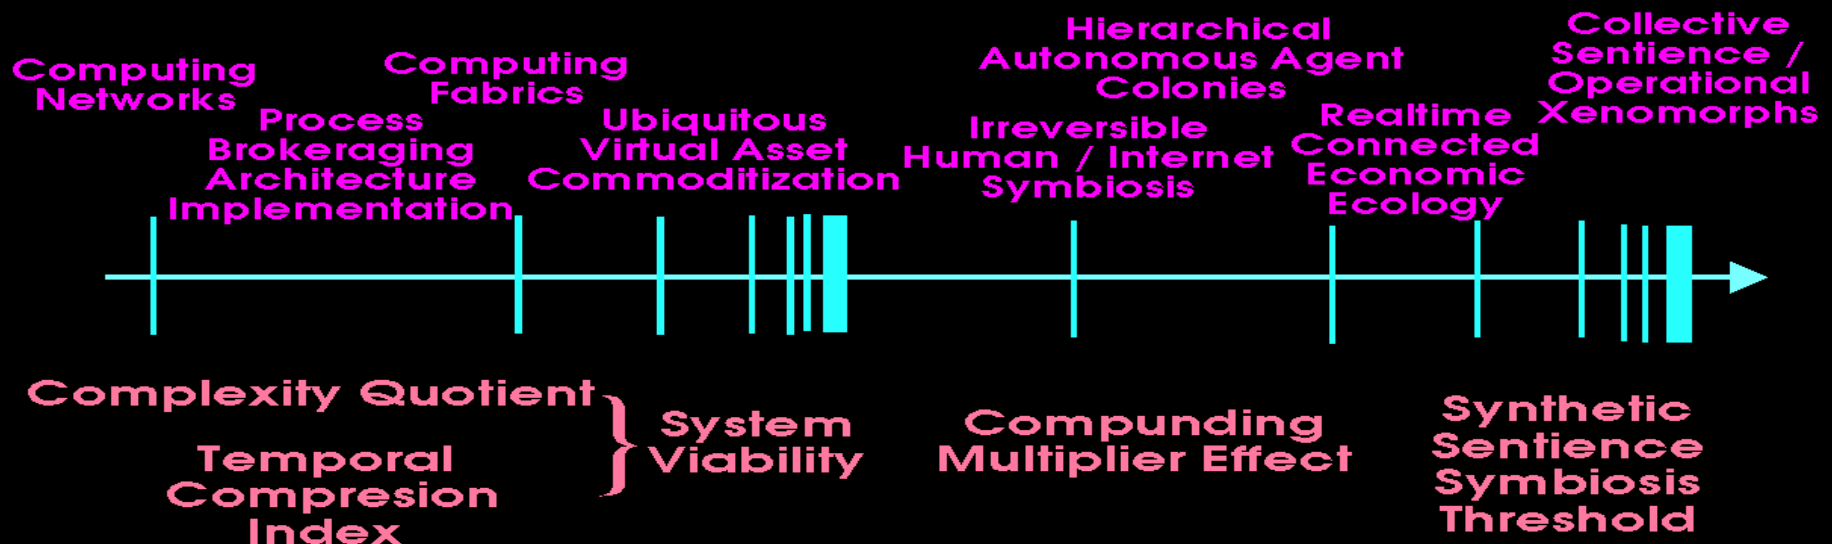 Computing
Networks
Process
Brokeraging
Architecture
Implementation
Computing
Fabrics
Ubiquitous
Virtual Asset
Commoditization
Irreversible
Human / Internet
Symbiosis
Hierarchical
Autonomous Agent
Colonies
Realtime
Connected
Economic
Ecology
Collective
Sentience /
Operational
Xenomorphs
Complexity Quotient
Temporal
Compresion
Index
System
Viability
Compunding
Multiplier Effect
Synthetic
Sentience
Symbiosis
Threshold